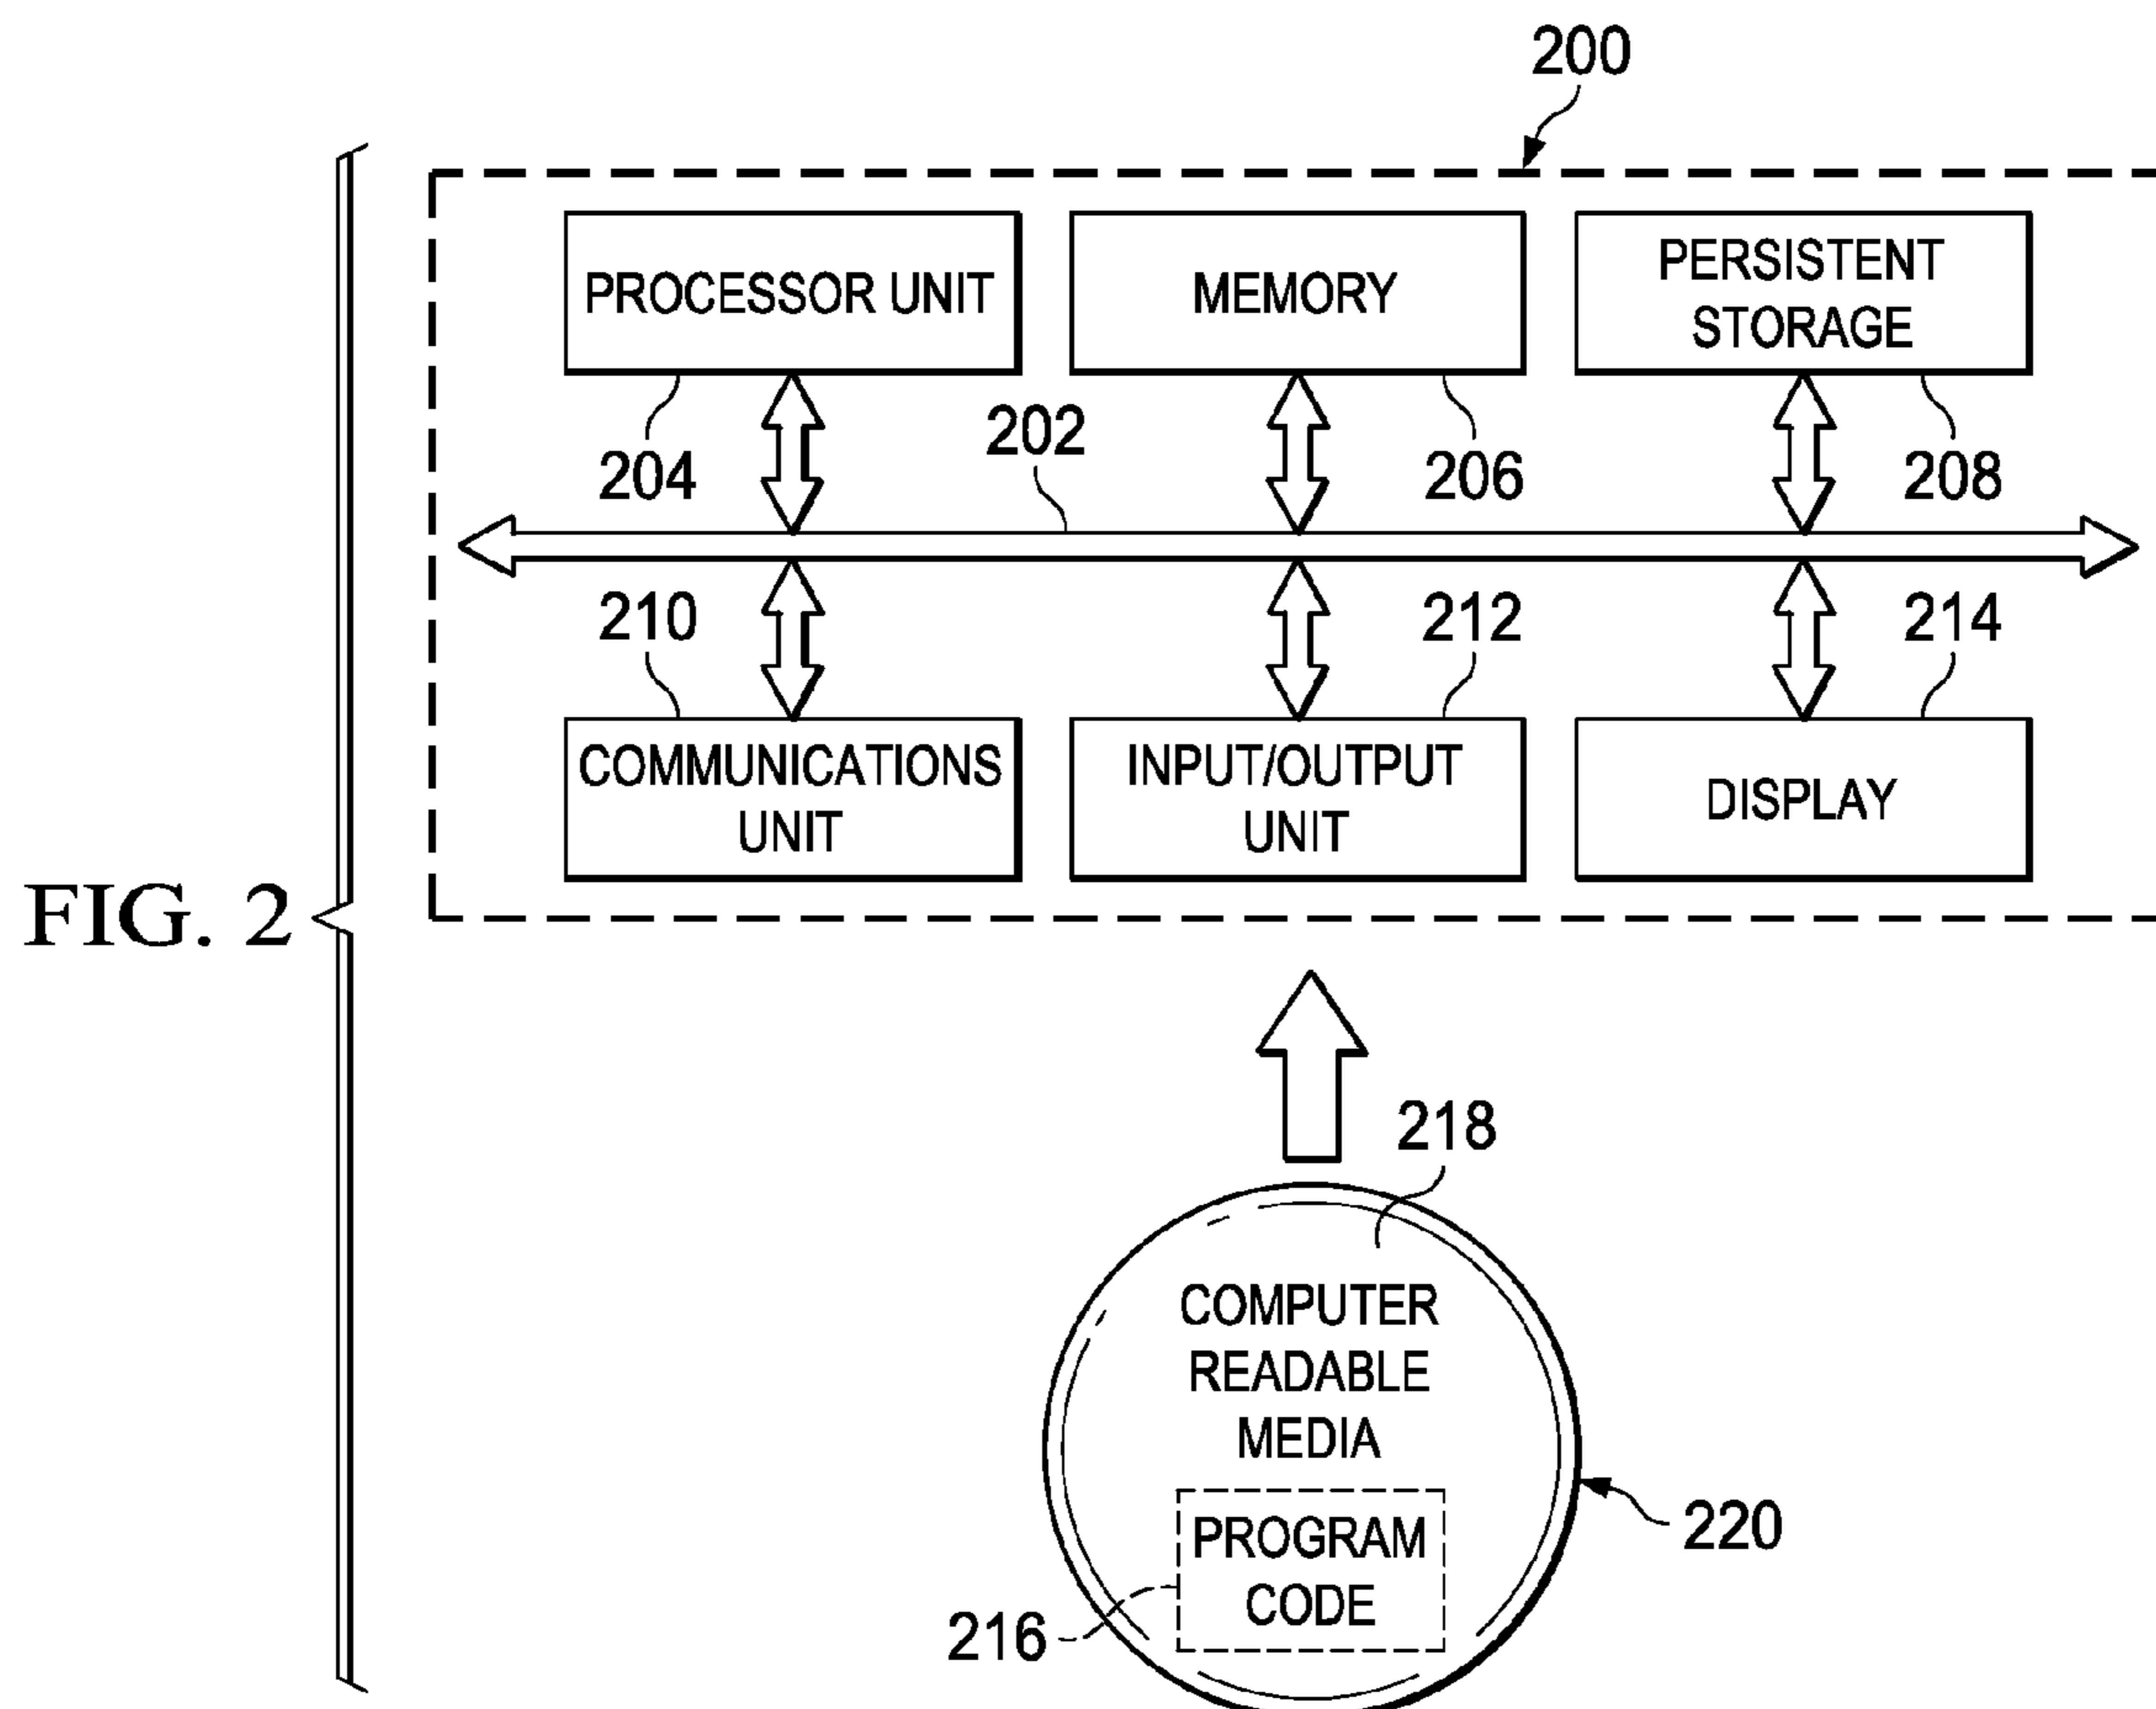 200
PROCESSOR UNIT
MEMORY
PERSISTENT
STORAGE
204
202
206
208
210
212
214
COMMUNICATIONS
UNIT
INPUT/OUTPUT
UNIT
DISPLAY
FIG. 2
218
COMPUTER
READABLE
MEDIA
PROGRAM
CODE
220
216